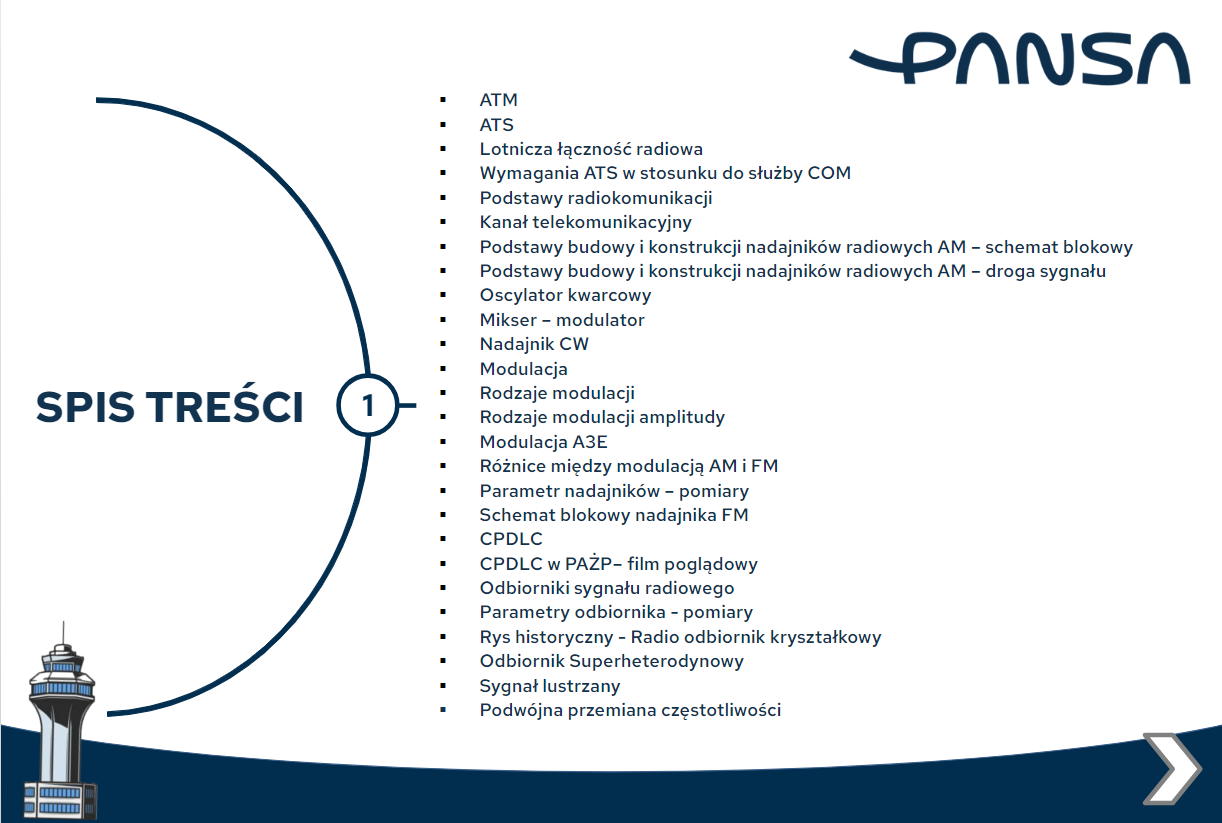 PANSA
ATM
ATS
Lotnicza łączność radiowa
Wymagania ATS w stosunku do służby COM
Podstawy radiokomunikacji
Kanał telekomunikacyjny
Podstawy budowy i konstrukcji nadajników radiowych AM – schemat blokowy
Podstawy budowy i konstrukcji nadajników radiowych AM – droga sygnału
Oscylator kwarcowy
Mikser – modulator
Nadajnik CW
Modulacja
Rodzaje modulacji
Rodzaje modulacji amplitudy
Modulacja A3E
Różnice między modulacją AM i FM
Parametr nadajników – pomiary
Schemat blokowy nadajnika FM
CPDLC
CPDLC w PAŻP– film poglądowy
Odbiorniki sygnału radiowego
Parametry odbiornika - pomiary
Rys historyczny - Radio odbiornik kryształkowy
Odbiornik Superheterodynowy
Sygnał lustrzany
Podwójna przemiana częstotliwości
SPIS TREŚCI
1